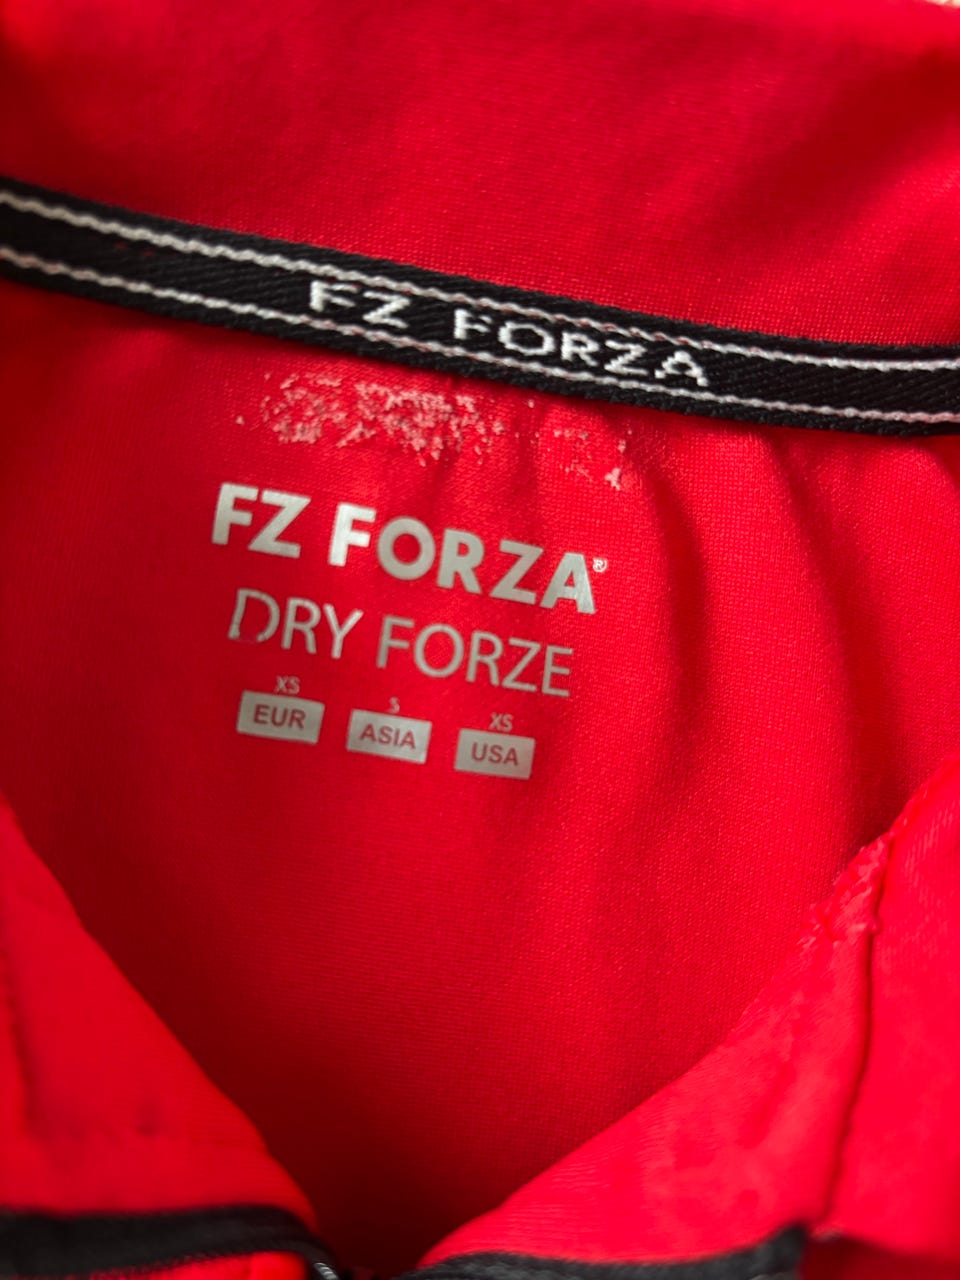 FZ FORZA
FZ FORZA®
DRY FORZE
XS S XS
EUR ASIA USA